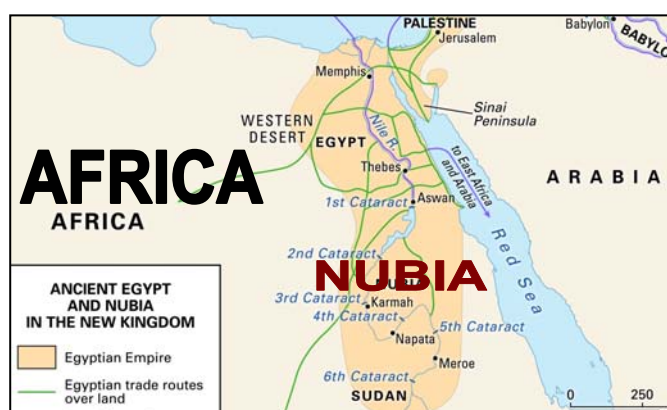 PALESTINE
Jerusalem
Babylon
BABYLO
Memphis
Sinai
Peninsula
WESTERN
DESERT
EGYPT
Nile R.
Thebes
to East Africa
and Arabia
AFRICA
AFRICA
ARABIA
1st Cataract
Aswan
Red Sea
2nd Cataract
NUBIA
NUBIA
3rd Cataract
Karmah
4th Cataract
5th Cataract
Napata
Meroe
6th Cataract
SUDAN
ANCIENT EGYPT
AND NUBIA
IN THE NEW KINGDOM
Egyptian Empire
Egyptian trade routes
over land
0 250